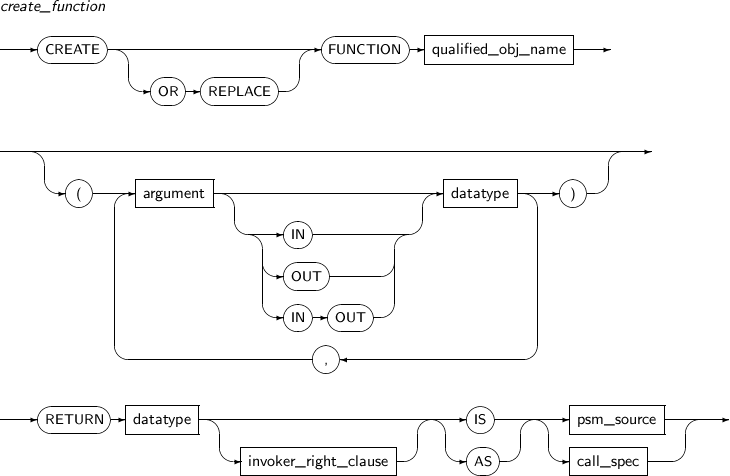 create_function
CREATE FUNCTION qualified_obj_name
OR REPLACE
( argument datatype )
IN
OUT
IN OUT
,
RETURN datatype IS psm_source
invoker_right_clause AS call_spec